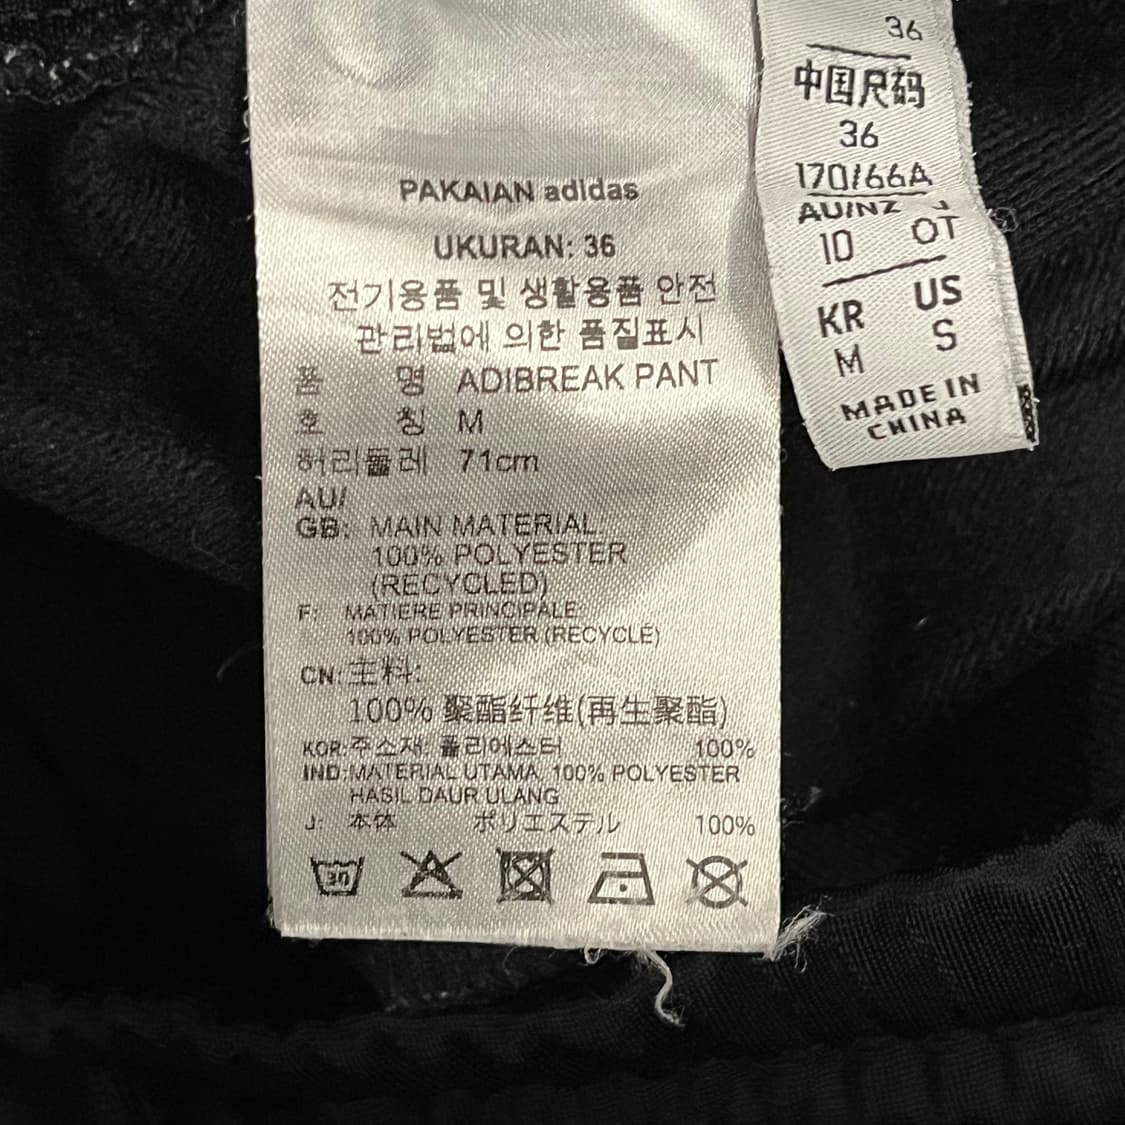 PAKAIAN adidas
UKURAN: 36
전기용품 및 생활용품 안전
관리법에 의한 품질표시
품 명 ADIBREAK PANT
호 칭 M
허리둘레 71cm
AU/
GB: MAIN MATERIAL:
100% POLYESTER
(RECYCLED)
F: MATIERE PRINCIPALE:
100% POLYESTER (RECYCLÉ)
CN: 主料:
100% 聚酯纤维(再生聚酯)
KOR: 주소재: 폴리에스터 100%
IND: MATERIAL UTAMA: 100% POLYESTER
HASIL DAUR ULANG
J: 本体 ポリエステル 100%
30
36
中国尺码
36
170/66A
AU/NZ J
10 OT
KR US
M S
MADE IN
CHINA